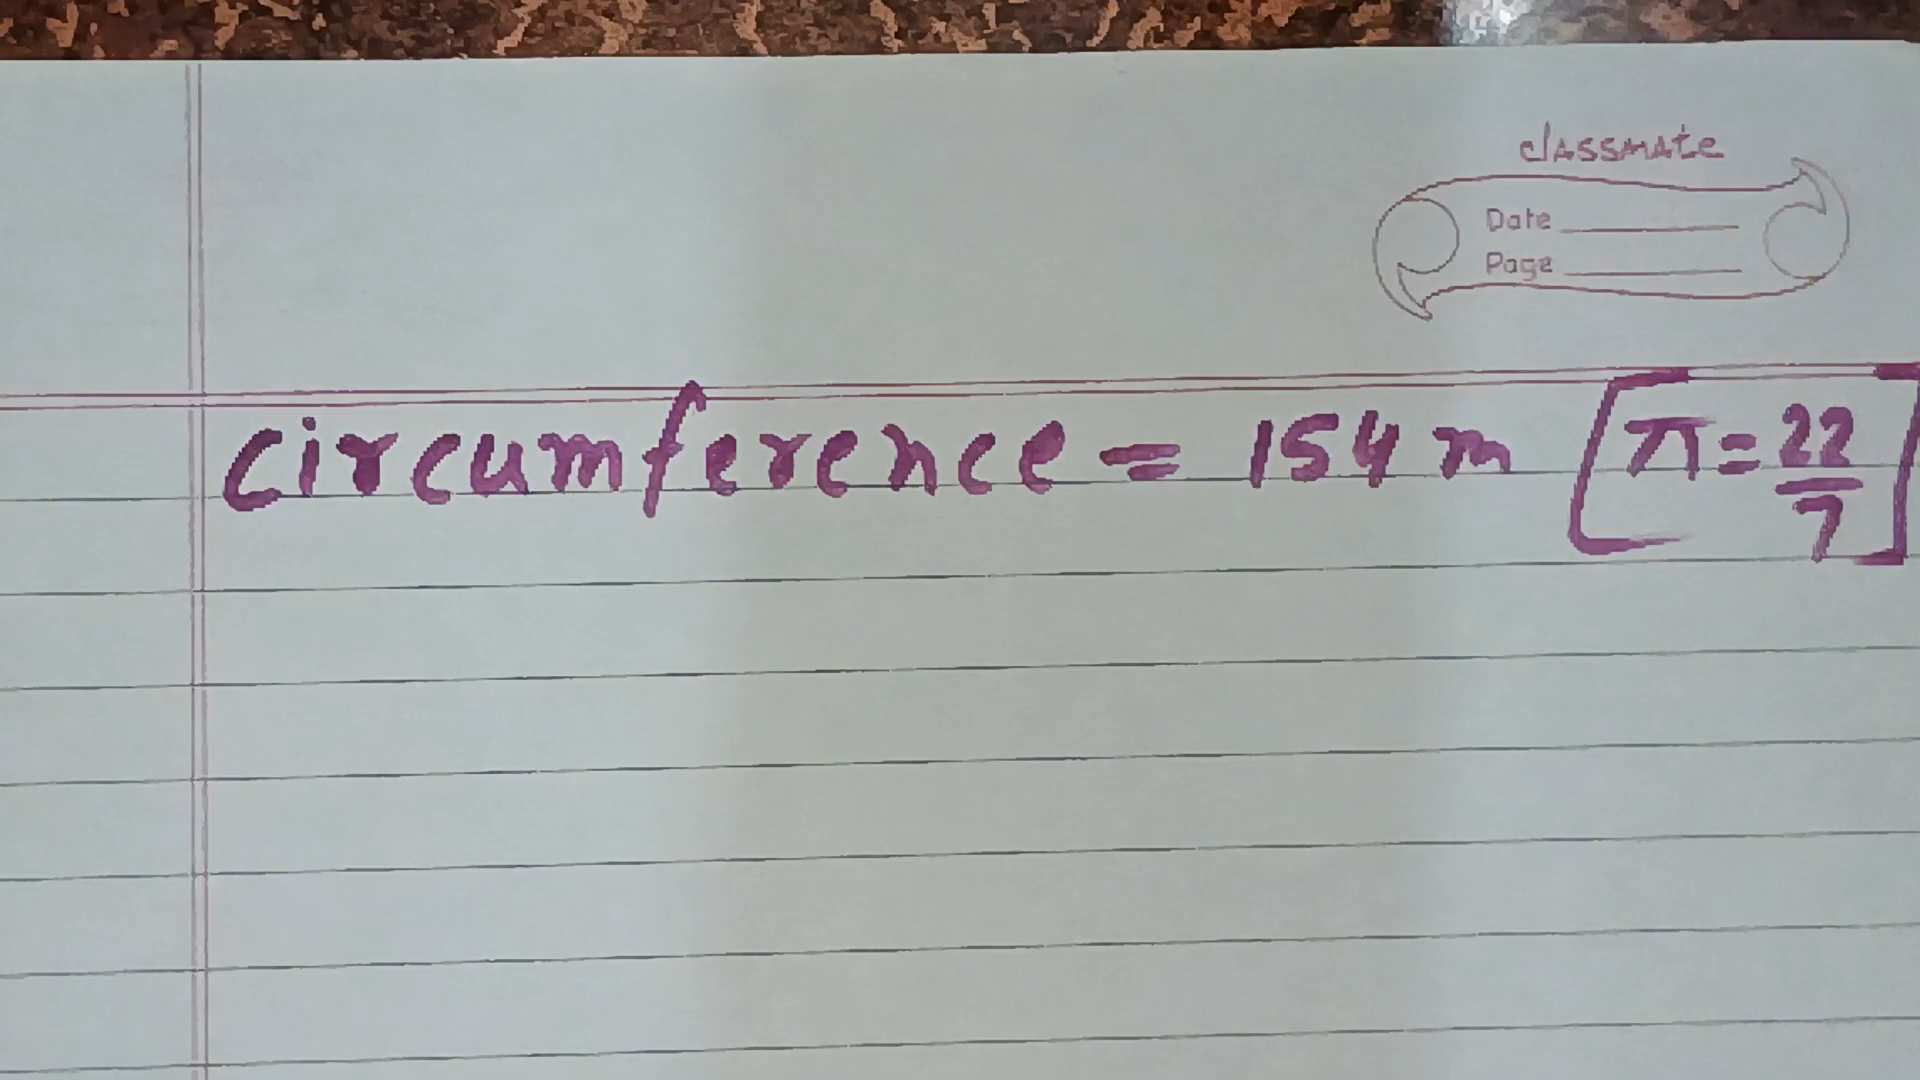 classmate
Date
Page
circumference = 154 m [π = 22/7]